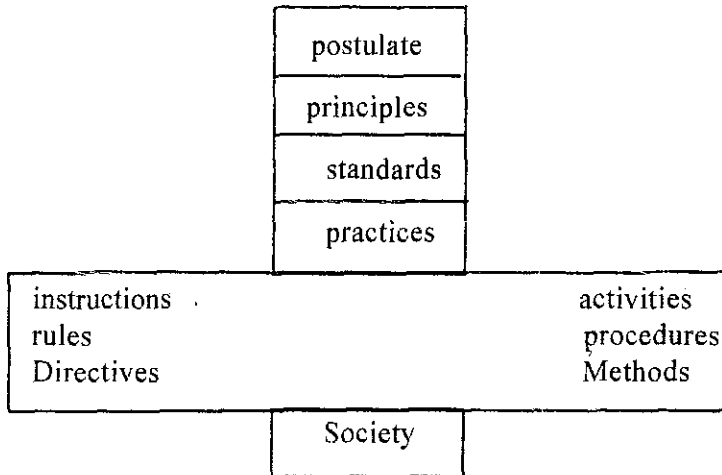 postulate
principles
standards
practices
instructions activities
rules procedures
Directives Methods
Society